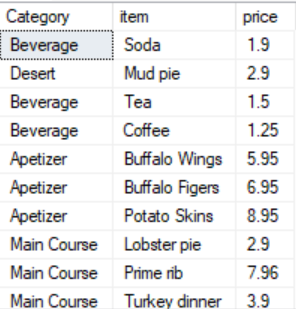 Category item price
Beverage Soda 1.9
Desert Mud pie 2.9
Beverage Tea 1.5
Beverage Coffee 1.25
Apetizer Buffalo Wings 5.95
Apetizer Buffalo Figers 6.95
Apetizer Potato Skins 8.95
Main Course Lobster pie 2.9
Main Course Prime rib 7.96
Main Course Turkey dinner 3.9